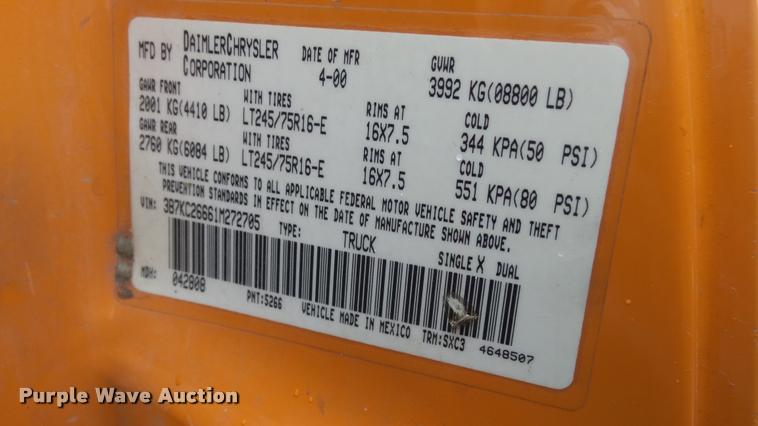 MFD BY DAIMLERCHRYSLER CORPORATION DATE OF MFR 4-00 GVWR 3992 KG(08800 LB)
GAWR FRONT WITH TIRES RIMS AT COLD
2001 KG(4410 LB) LT245/75R16-E 16X7.5 344 KPA(50 PSI)
GAWR REAR WITH TIRES RIMS AT COLD
2760 KG(6084 LB) LT245/75R16-E 16X7.5 551 KPA(80 PSI)
THIS VEHICLE CONFORMS TO ALL APPLICABLE FEDERAL MOTOR VEHICLE SAFETY AND THEFT
PREVENTION STANDARDS IN EFFECT ON THE DATE OF MANUFACTURE SHOWN ABOVE.
VIN: 3B7KC26661M272705 TYPE: TRUCK SINGLE X DUAL
MDH: 042808 PNT:S266 VEHICLE MADE IN MEXICO TRM:SXC3 4648507
Purple Wave Auction